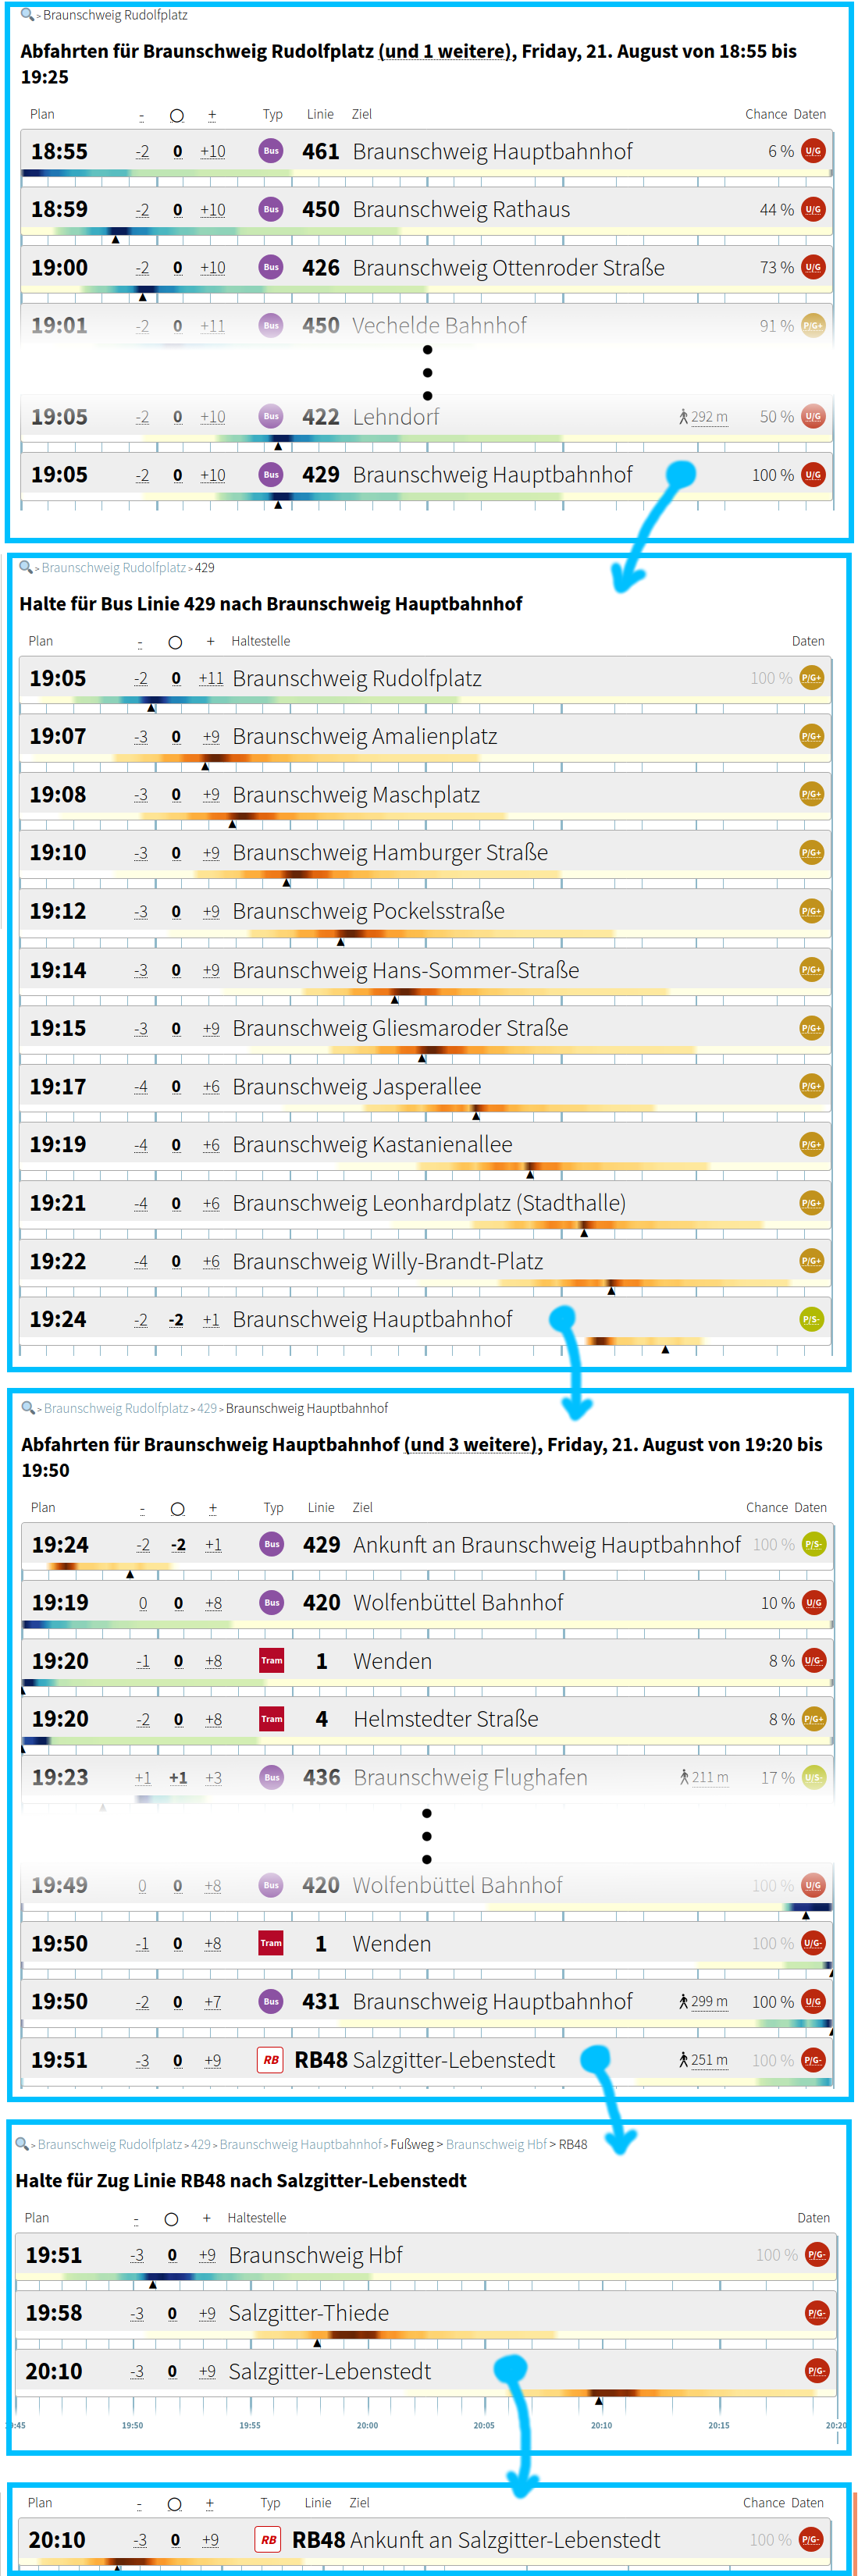 > Braunschweig Rudolfplatz
Abfahrten für Braunschweig Rudolfplatz (und 1 weitere), Friday, 21. August von 18:55 bis
19:25
Plan - ◯ + Typ Linie Ziel Chance Daten
18:55 -2 0 +10 Bus 461 Braunschweig Hauptbahnhof 6 % U/G
18:59 -2 0 +10 Bus 450 Braunschweig Rathaus 44 % U/G
19:00 -2 0 +10 Bus 426 Braunschweig Ottenroder Straße 73 % U/G
19:01 -2 0 +11 Bus 450 Vechelde Bahnhof 91 % P/G+
19:05 -2 0 +10 Bus 422 Lehndorf 292 m 50 % U/G
19:05 -2 0 +10 Bus 429 Braunschweig Hauptbahnhof 100 % U/G
> Braunschweig Rudolfplatz > 429
Halte für Bus Linie 429 nach Braunschweig Hauptbahnhof
Plan - ◯ + Haltestelle Daten
19:05 -2 0 +11 Braunschweig Rudolfplatz 100 % P/G+
19:07 -3 0 +9 Braunschweig Amalienplatz P/G+
19:08 -3 0 +9 Braunschweig Maschplatz P/G+
19:10 -3 0 +9 Braunschweig Hamburger Straße P/G+
19:12 -3 0 +9 Braunschweig Pockelsstraße P/G+
19:14 -3 0 +9 Braunschweig Hans-Sommer-Straße P/G+
19:15 -3 0 +9 Braunschweig Gliesmaroder Straße P/G+
19:17 -4 0 +6 Braunschweig Jasperallee P/G+
19:19 -4 0 +6 Braunschweig Kastanienallee P/G+
19:21 -4 0 +6 Braunschweig Leonhardplatz (Stadthalle) P/G+
19:22 -4 0 +6 Braunschweig Willy-Brandt-Platz P/G+
19:24 -2 -2 +1 Braunschweig Hauptbahnhof P/S-
> Braunschweig Rudolfplatz > 429 > Braunschweig Hauptbahnhof
Abfahrten für Braunschweig Hauptbahnhof (und 3 weitere), Friday, 21. August von 19:20 bis
19:50
Plan - ◯ + Typ Linie Ziel Chance Daten
19:24 -2 -2 +1 Bus 429 Ankunft an Braunschweig Hauptbahnhof 100 % P/S-
19:19 0 0 +8 Bus 420 Wolfenbüttel Bahnhof 10 % U/G
19:20 -1 0 +8 Tram 1 Wenden 8 % U/G-
19:20 -2 0 +8 Tram 4 Helmstedter Straße 8 % P/G+
19:23 +1 +1 +3 Bus 436 Braunschweig Flughafen 211 m 17 % U/S-
19:49 0 0 +8 Bus 420 Wolfenbüttel Bahnhof 100 % U/G
19:50 -1 0 +8 Tram 1 Wenden 100 % U/G-
19:50 -2 0 +7 Bus 431 Braunschweig Hauptbahnhof 299 m 100 % U/G
19:51 -3 0 +9 RB RB48 Salzgitter-Lebenstedt 251 m 100 % P/G-
> Braunschweig Rudolfplatz > 429 > Braunschweig Hauptbahnhof > Fußweg > Braunschweig Hbf > RB48
Halte für Zug Linie RB48 nach Salzgitter-Lebenstedt
Plan - ◯ + Haltestelle Daten
19:51 -3 0 +9 Braunschweig Hbf 100 % P/G-
19:58 -3 0 +9 Salzgitter-Thiede P/G-
20:10 -3 0 +9 Salzgitter-Lebenstedt P/G-
19:45 19:50 19:55 20:00 20:05 20:10 20:15 20:20
Plan - ◯ + Typ Linie Ziel Chance Daten
20:10 -3 0 +9 RB RB48 Ankunft an Salzgitter-Lebenstedt 100 % P/G-